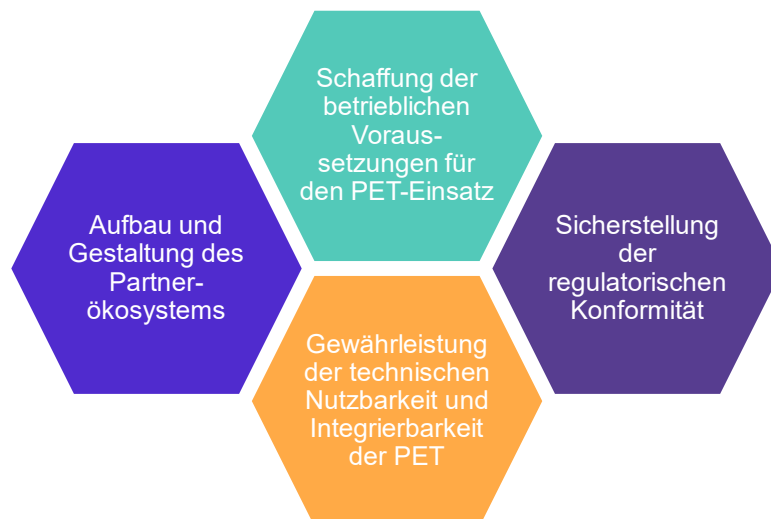 Schaffung der
betrieblichen
Voraus-
setzungen für
den PET-Einsatz
Aufbau und
Gestaltung des
Partner-
ökosystems
Sicherstellung
der
regulatorischen
Konformität
Gewährleistung
der technischen
Nutzbarkeit und
Integrierbarkeit
der PET